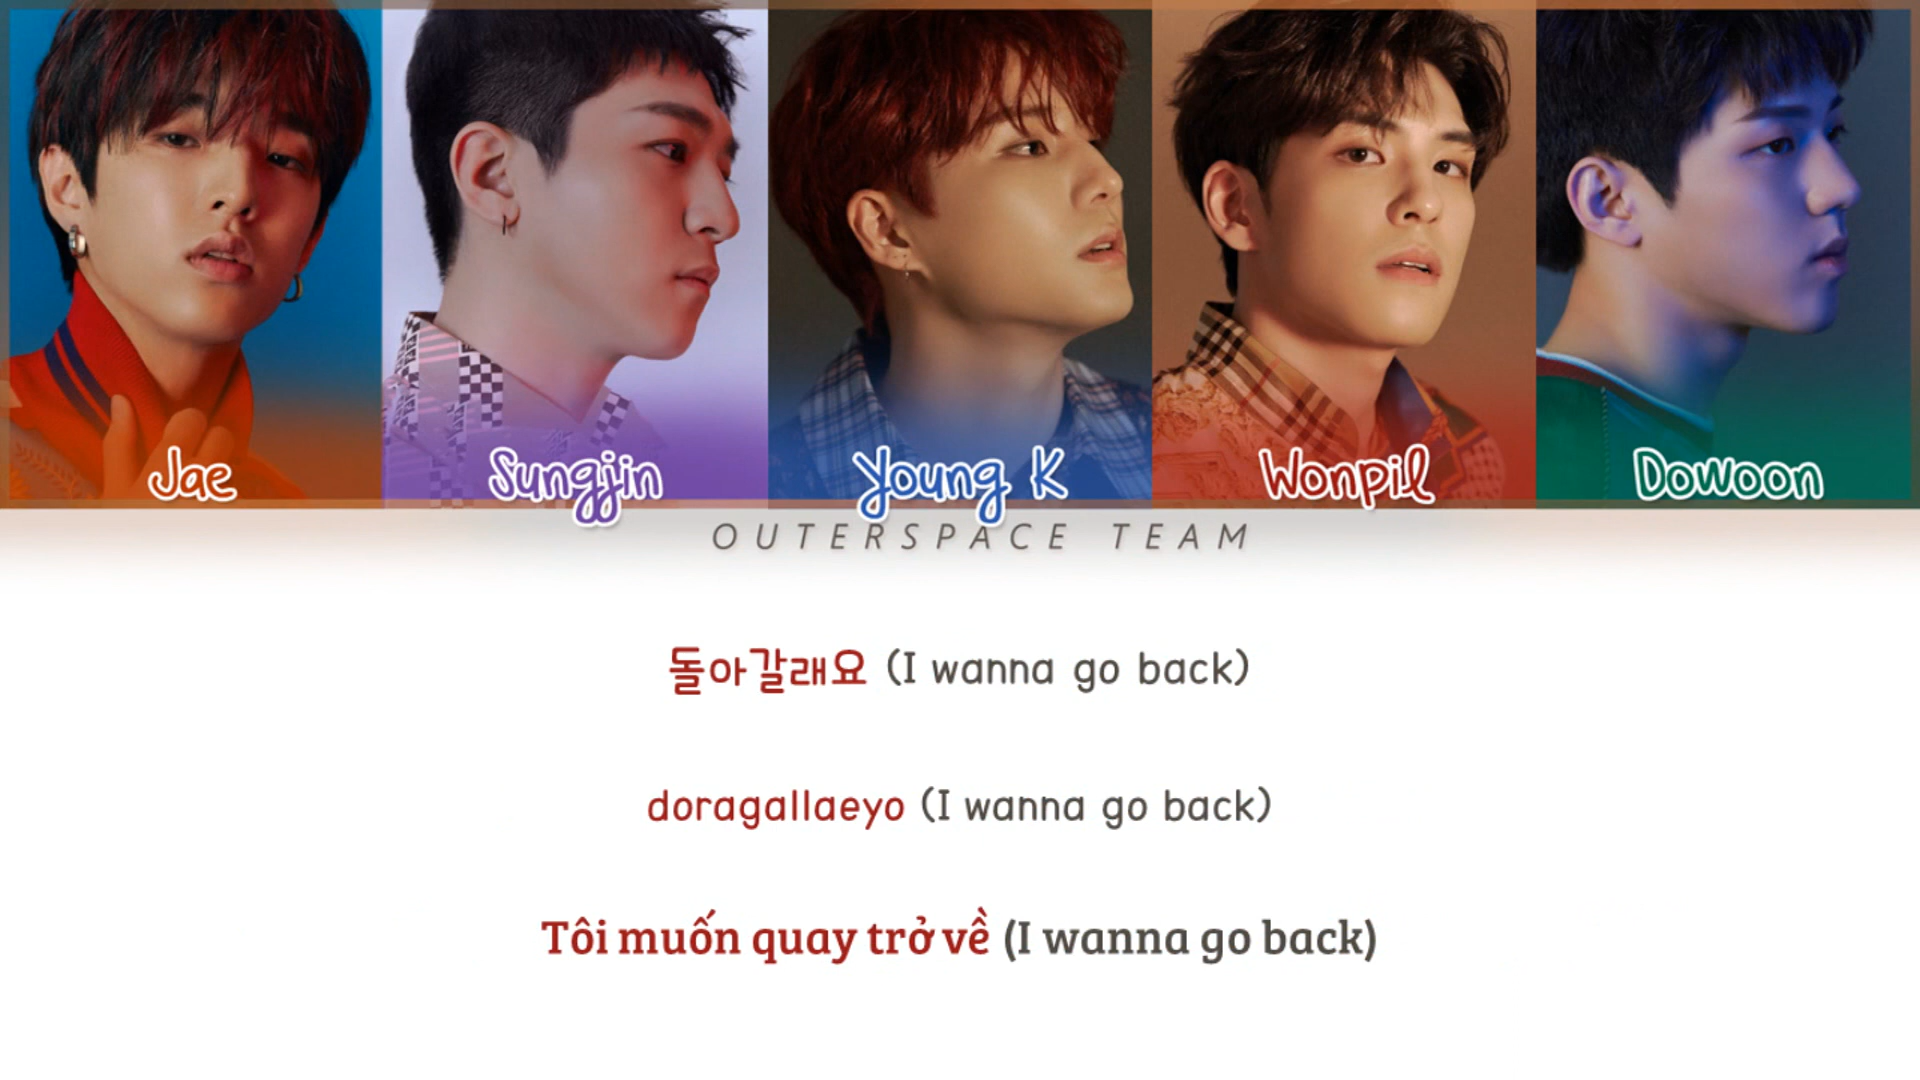 Jae
Sungjin
Young K
Wonpil
Dowoon
OUTERSPACE TEAM
돌아갈래요 (I wanna go back)
doragallaeyo (I wanna go back)
Tôi muốn quay trở về (I wanna go back)